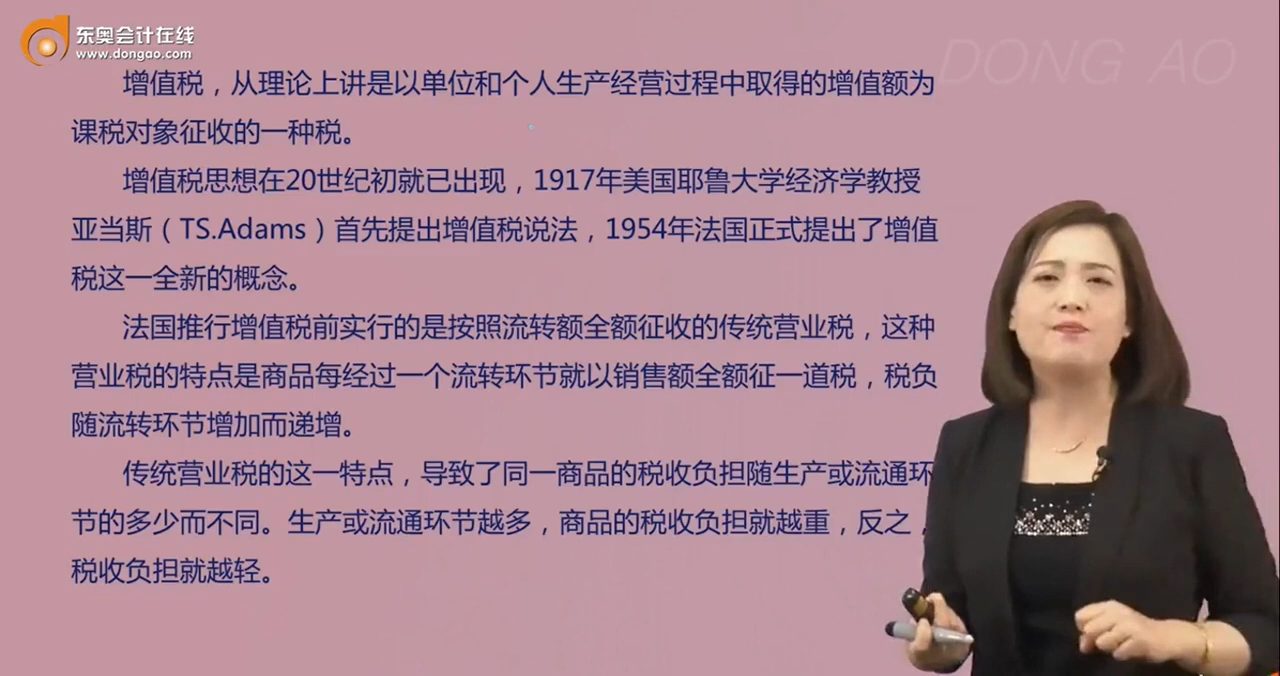 东奥会计在线
www.dongao.com
DONG AO
增值税，从理论上讲是以单位和个人生产经营过程中取得的增值额为
课税对象征收的一种税。
增值税思想在20世纪初就已出现，1917年美国耶鲁大学经济学教授
亚当斯（TS.Adams）首先提出增值税说法，1954年法国正式提出了增值
税这一全新的概念。
法国推行增值税前实行的是按照流转额全额征收的传统营业税，这种
营业税的特点是商品每经过一个流转环节就以销售额全额征一道税，税负
随流转环节增加而递增。
传统营业税的这一特点，导致了同一商品的税收负担随生产或流通环
节的多少而不同。生产或流通环节越多，商品的税收负担就越重，反之，
税收负担就越轻。